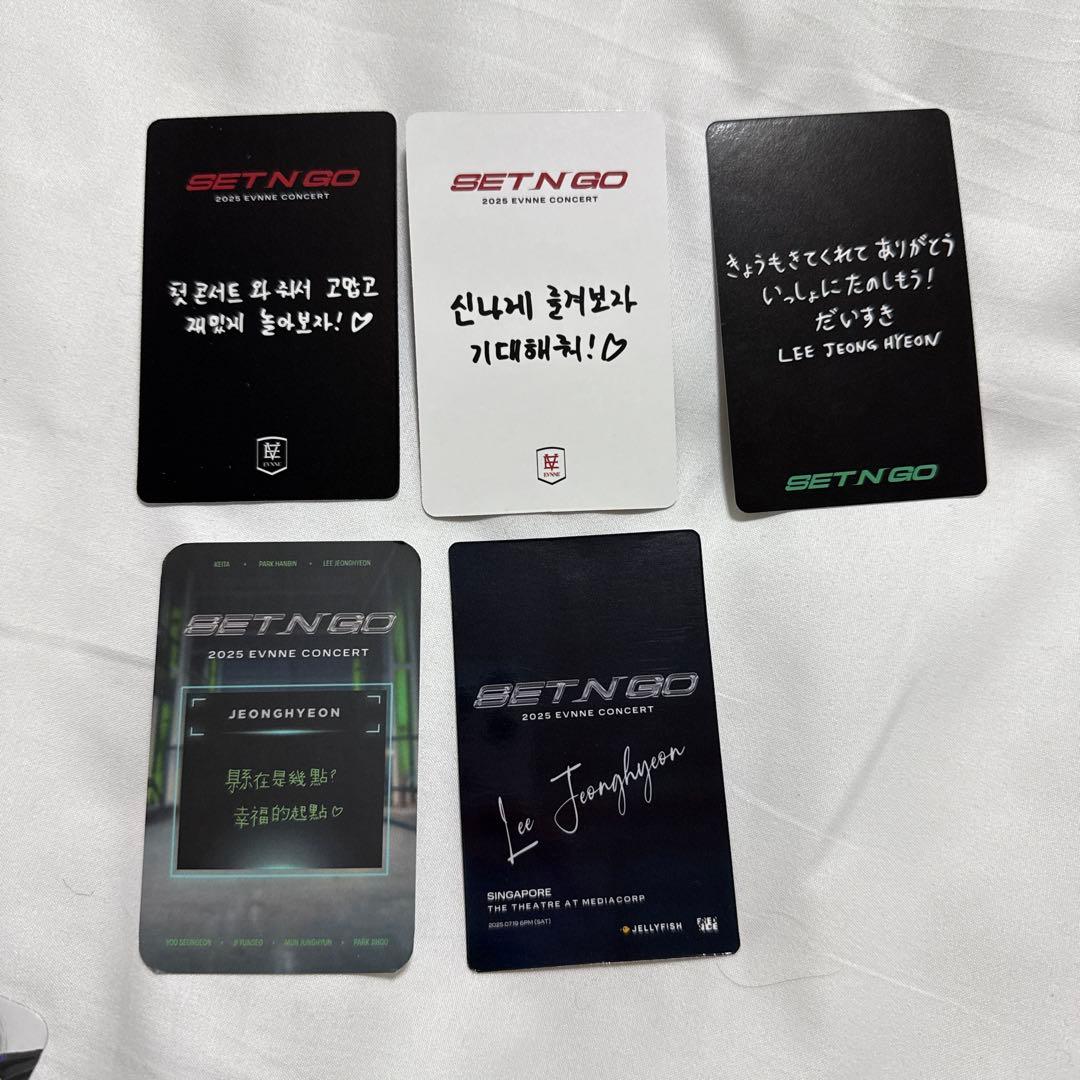 SET N GO
2025 EVNNE CONCERT
첫 콘서트 와 줘서 고맙고
재밌게 놀아보자! ♡
EVNNE
SET N GO
2025 EVNNE CONCERT
신나게 즐겨보자
기대해줘! ♡
EVNNE
きょうもきてくれて ありがとう
いっしょに たのしもう!
だいすき
LEE JEONG HYEON
SET N GO
KEITA • PARK HANBIN • LEE JEONGHYEON
SET N GO
2025 EVNNE CONCERT
JEONGHYEON
縣在是幾點?
幸福的起點♡
YOO SEUNGEON • JI YUNSEO • MUN JUNGHYUN • PARK JIHOO
SET N GO
2025 EVNNE CONCERT
Lee Jeonghyeon
SINGAPORE
THE THEATRE AT MEDIACORP
2025.07.19 6PM (SAT)
JELLYFISH